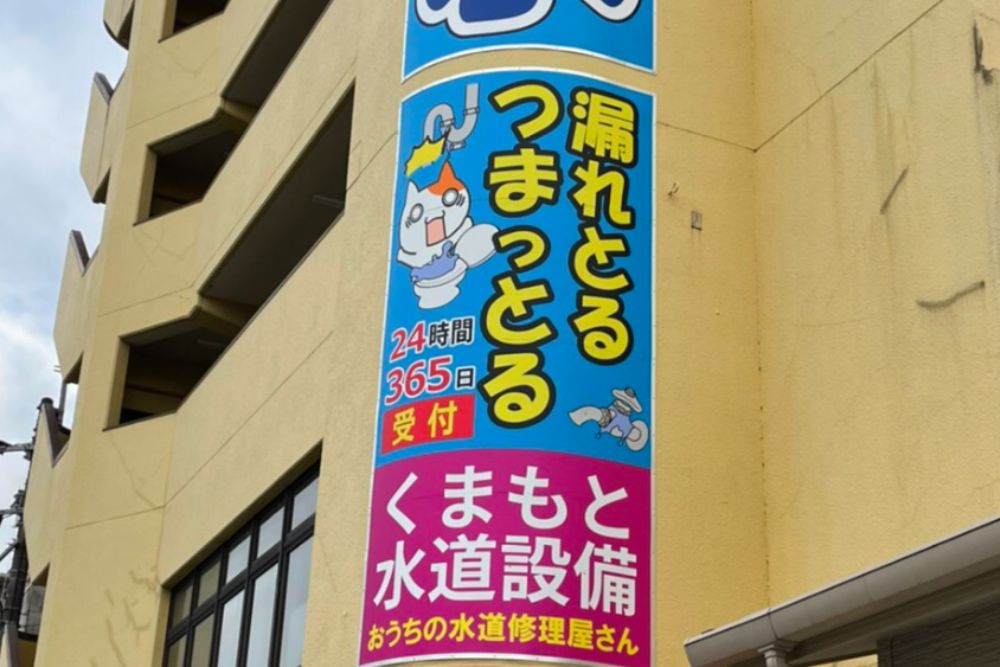 漏れとる
つまっとる
24時間
365日
受付
くまもと
水道設備
おうちの水道修理屋さん